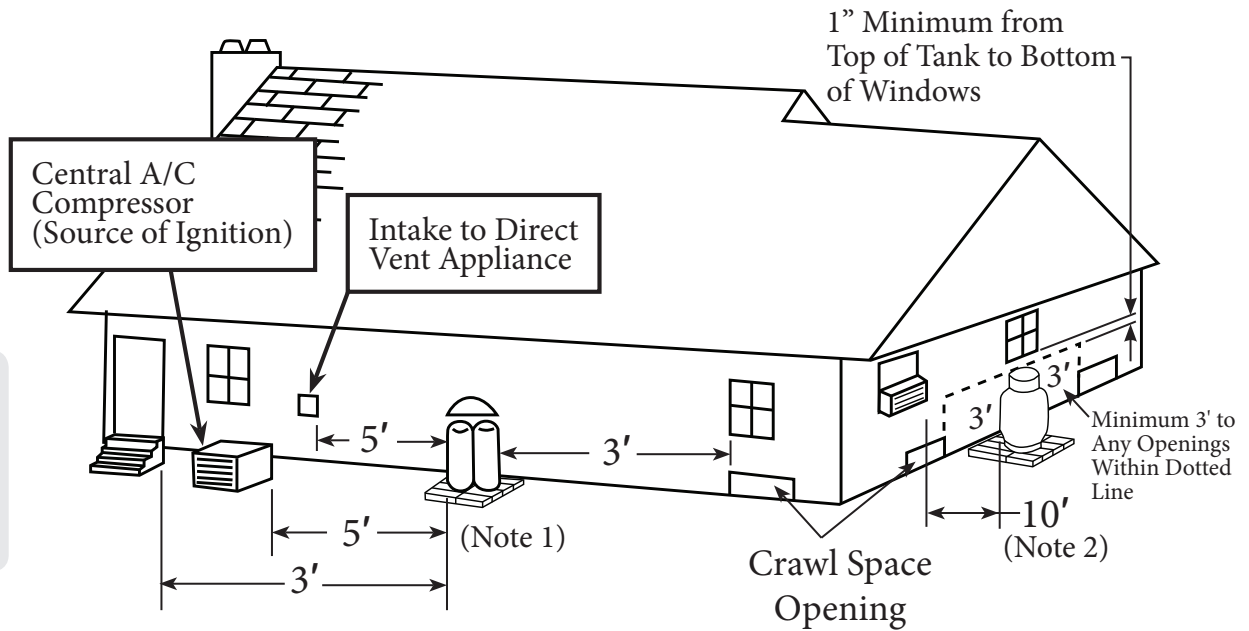 1” Minimum from
Top of Tank to Bottom
of Windows
Central A/C
Compressor
(Source of Ignition)
Intake to Direct
Vent Appliance
5′
3′
3′
3′
Minimum 3' to
Any Openings
Within Dotted
Line
5′
(Note 1)
10′
(Note 2)
3′
Crawl Space
Opening